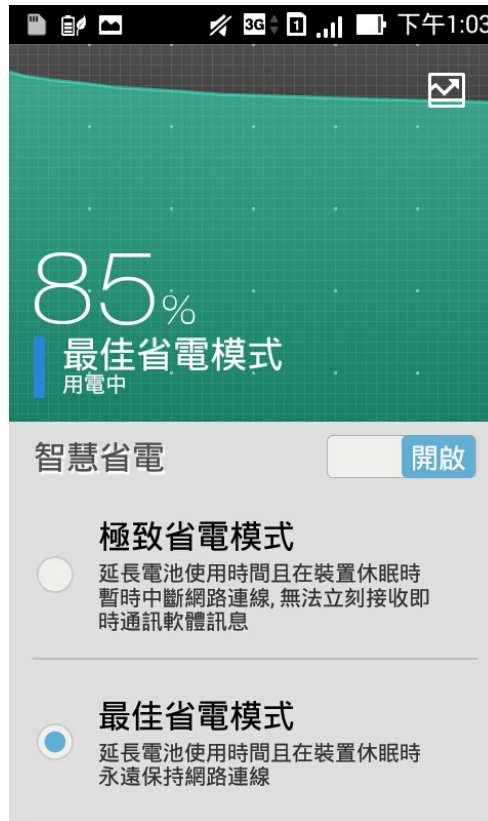 3G 1 下午1:03
85%
最佳省電模式
用電中
智慧省電 開啟
極致省電模式
延長電池使用時間且在裝置休眠時
暫時中斷網路連線, 無法立刻接收即
時通訊軟體訊息
最佳省電模式
延長電池使用時間且在裝置休眠時
永遠保持網路連線